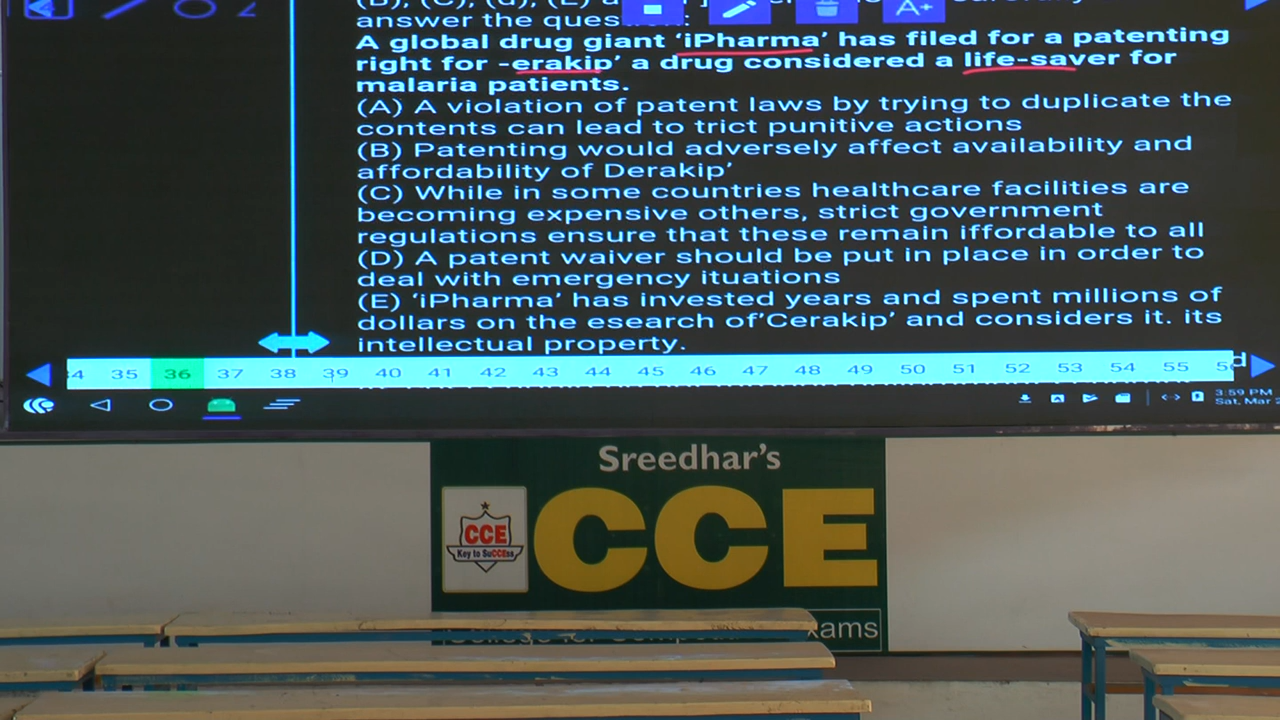 answer the
A global drug giant ‘iPharma’ has filed for a patenting
right for -erakip’ a drug considered a life-saver for
malaria patients.
(A) A violation of patent laws by trying to duplicate the
contents can lead to trict punitive actions
(B) Patenting would adversely affect availability and
affordability of Derakip’
(C) While in some countries healthcare facilities are
becoming expensive others, strict government
regulations ensure that these remain iffordable to all
(D) A patent waiver should be put in place in order to
deal with emergency ituations
(E) ‘iPharma’ has invested years and spent millions of
dollars on the esearch of’Cerakip’ and considers it. its
intellectual property.
35 36 37 38 39 40 41 42 43 44 45 46 47 48 49 50 51 52 53 54 55
3:59 PM
Sat, Mar
A+
Sreedhar’s
CCE
CCE
Key to SuCCEss